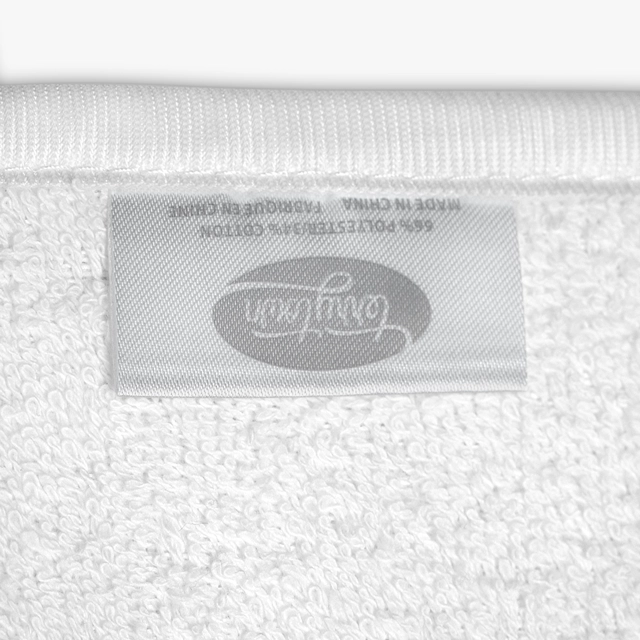 66% POLYESTER/34% COTTON
MADE IN CHINA FABRIQUE EN CHINE